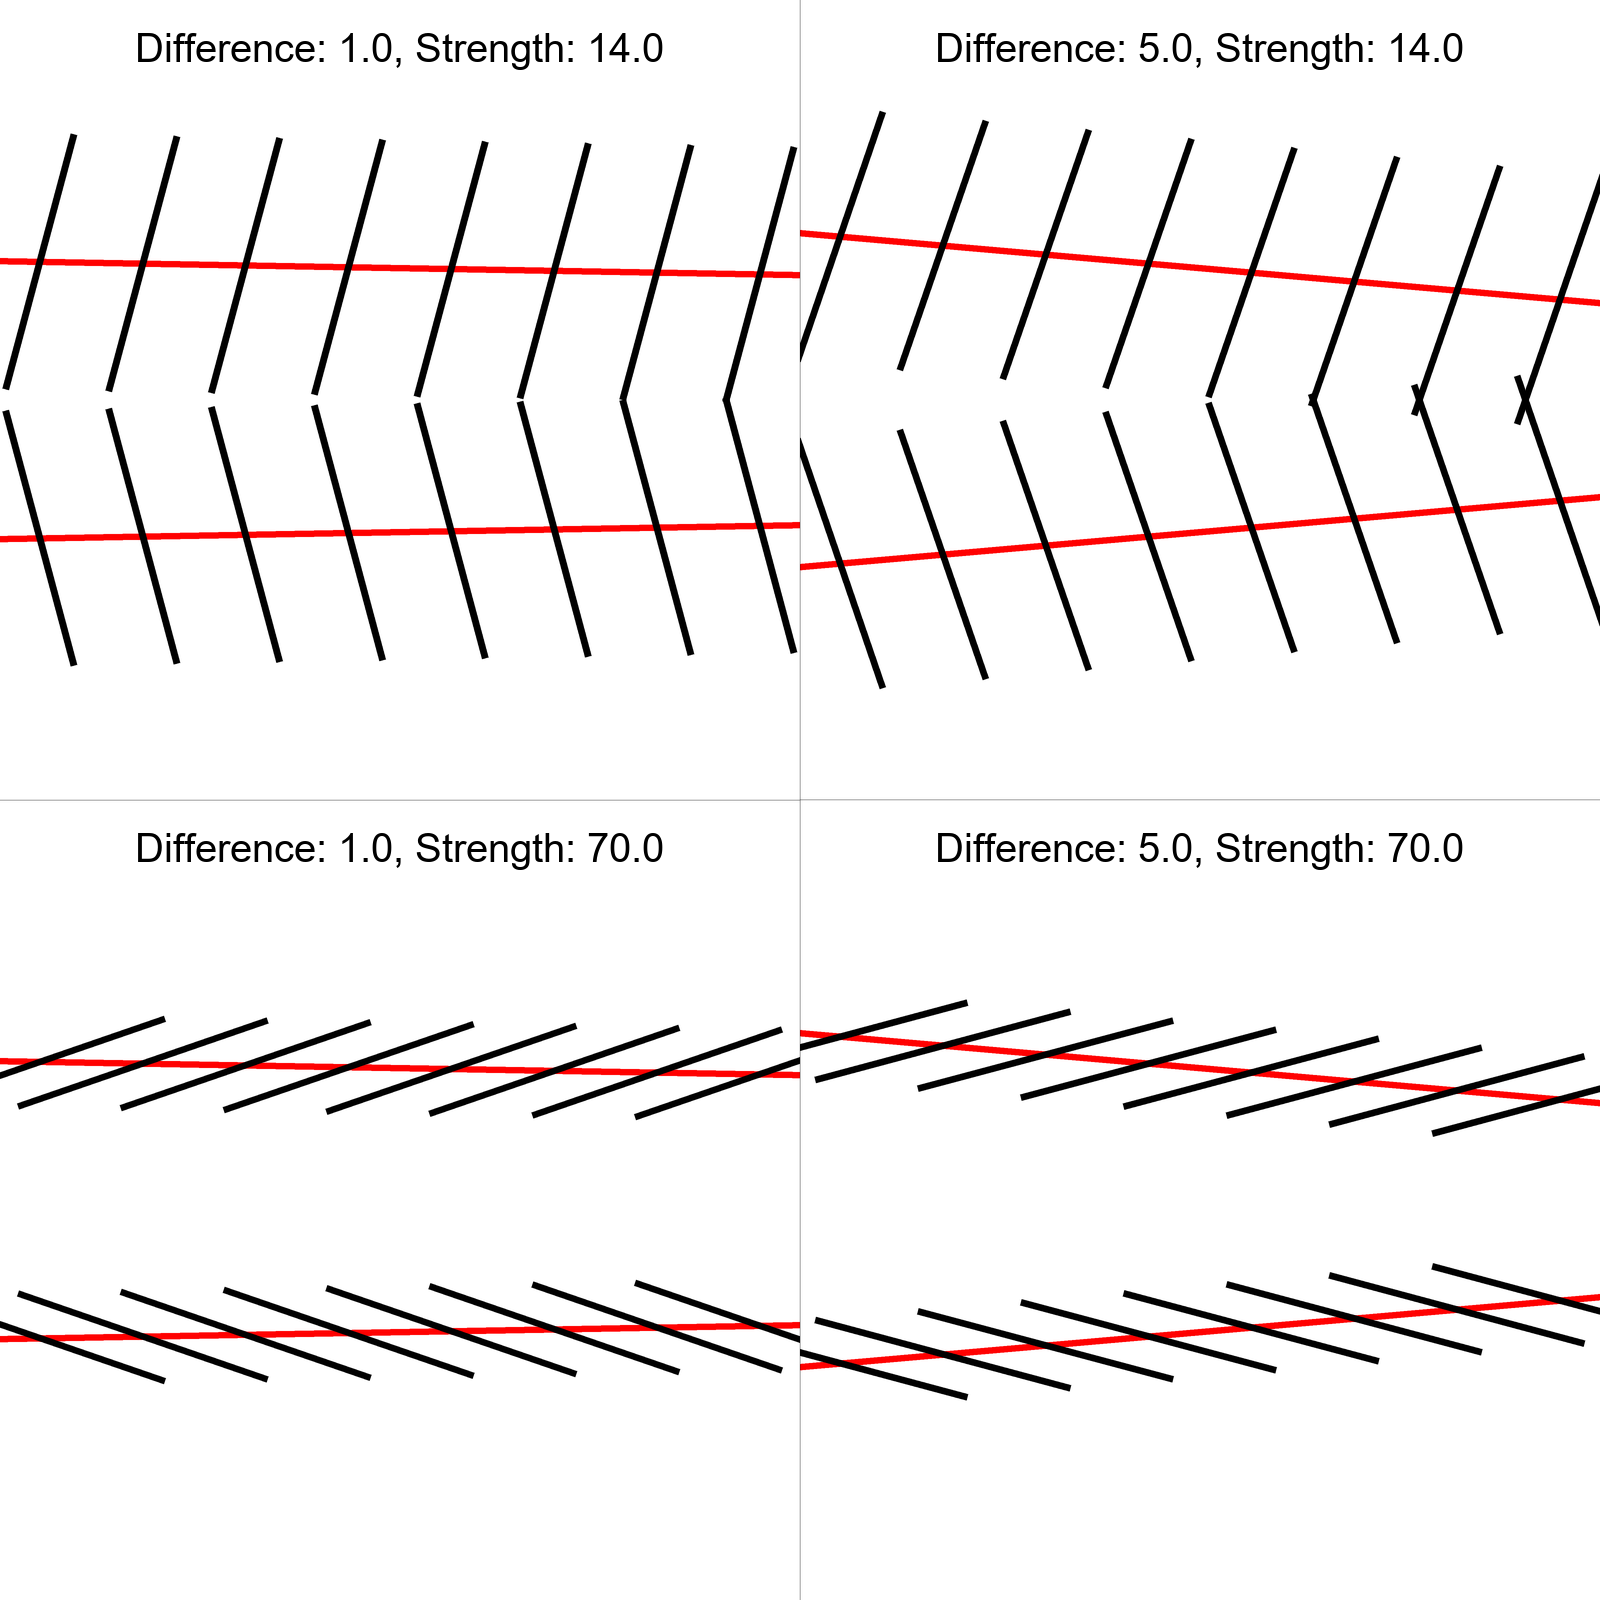 Difference: 1.0, Strength: 14.0
Difference: 5.0, Strength: 14.0
Difference: 1.0, Strength: 70.0
Difference: 5.0, Strength: 70.0